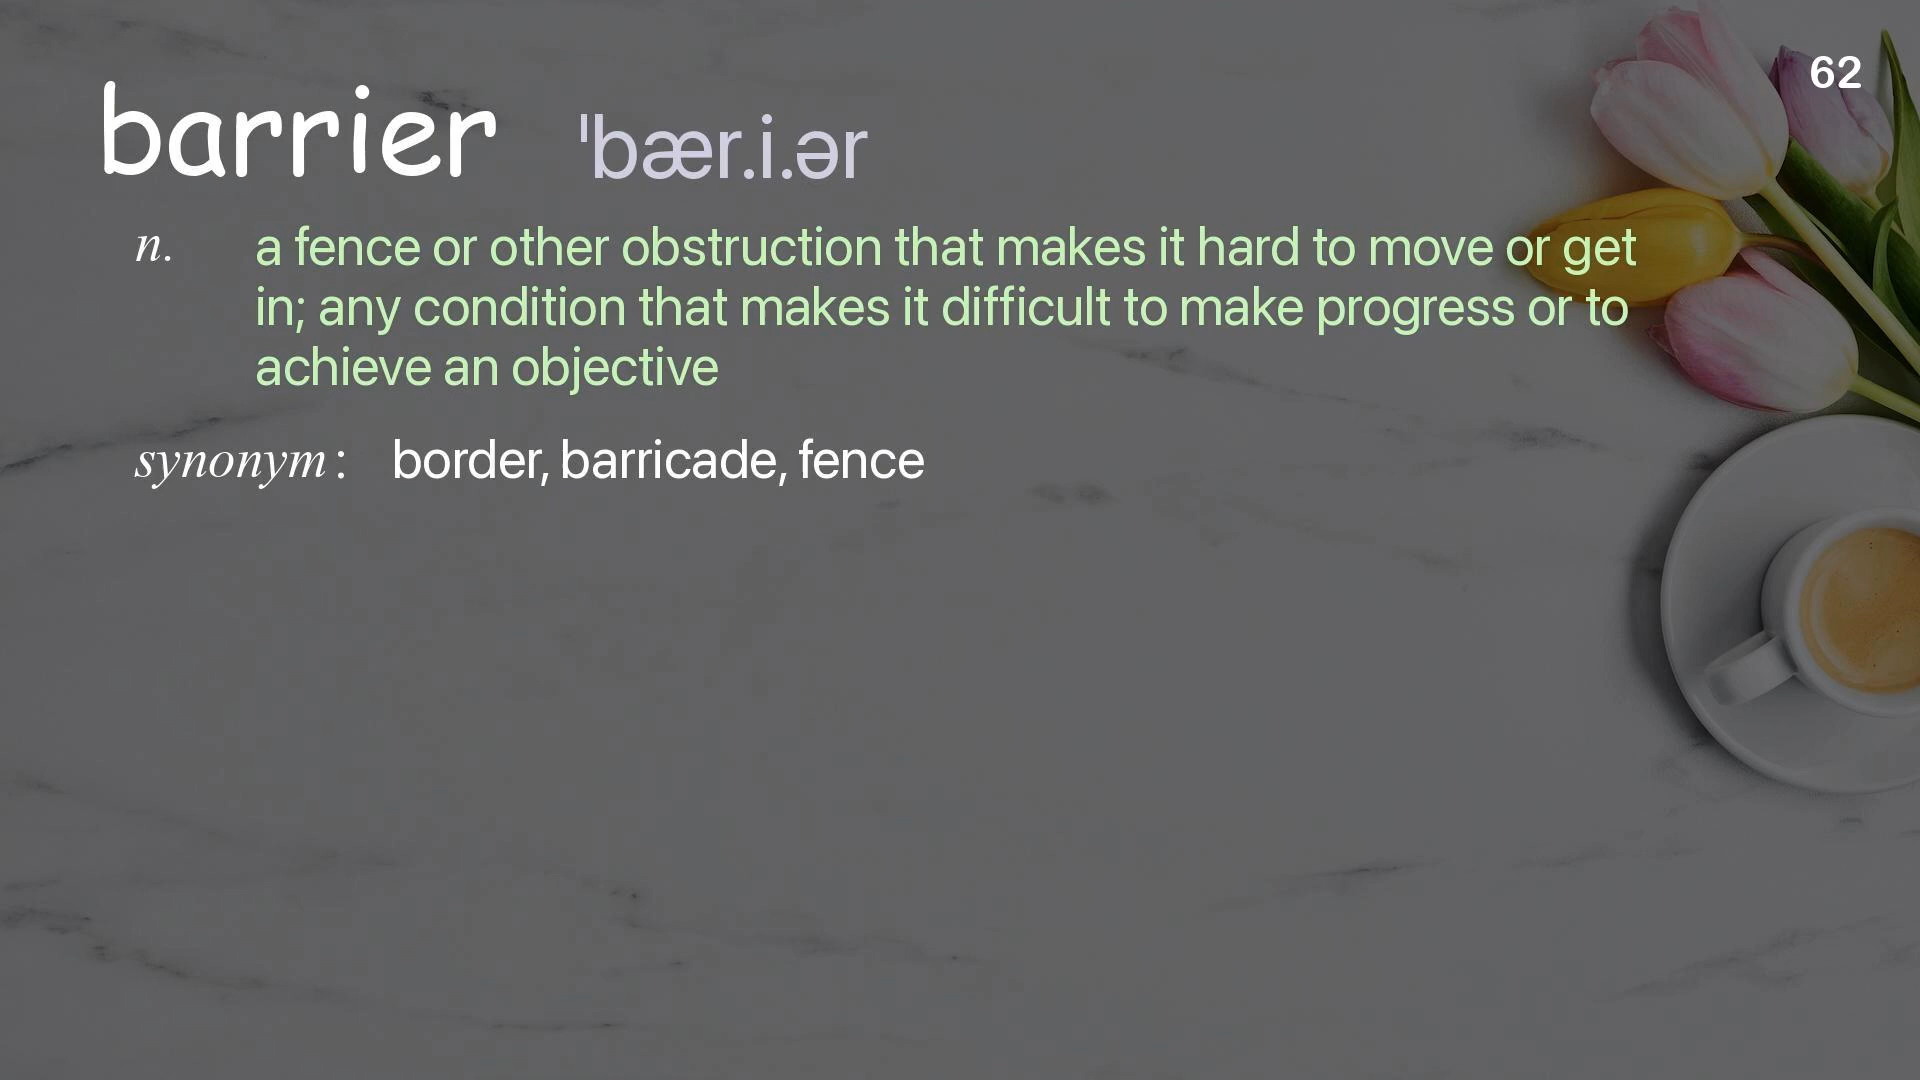 62
barrier ˈbær.i.ər
n. a fence or other obstruction that makes it hard to move or get
in; any condition that makes it difficult to make progress or to
achieve an objective
synonym: border, barricade, fence